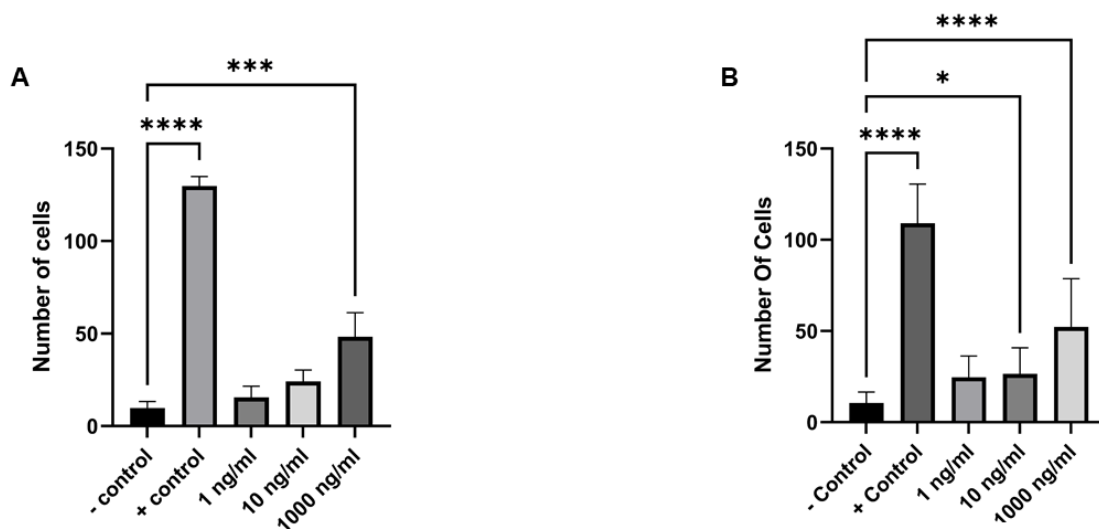 A
***
****
150
100
50
0
Number of cells
- control
+ control
1 ng/ml
10 ng/ml
1000 ng/ml
B
****
*
****
150
100
50
0
Number Of Cells
- Control
+ Control
1 ng/ml
10 ng/ml
1000 ng/ml